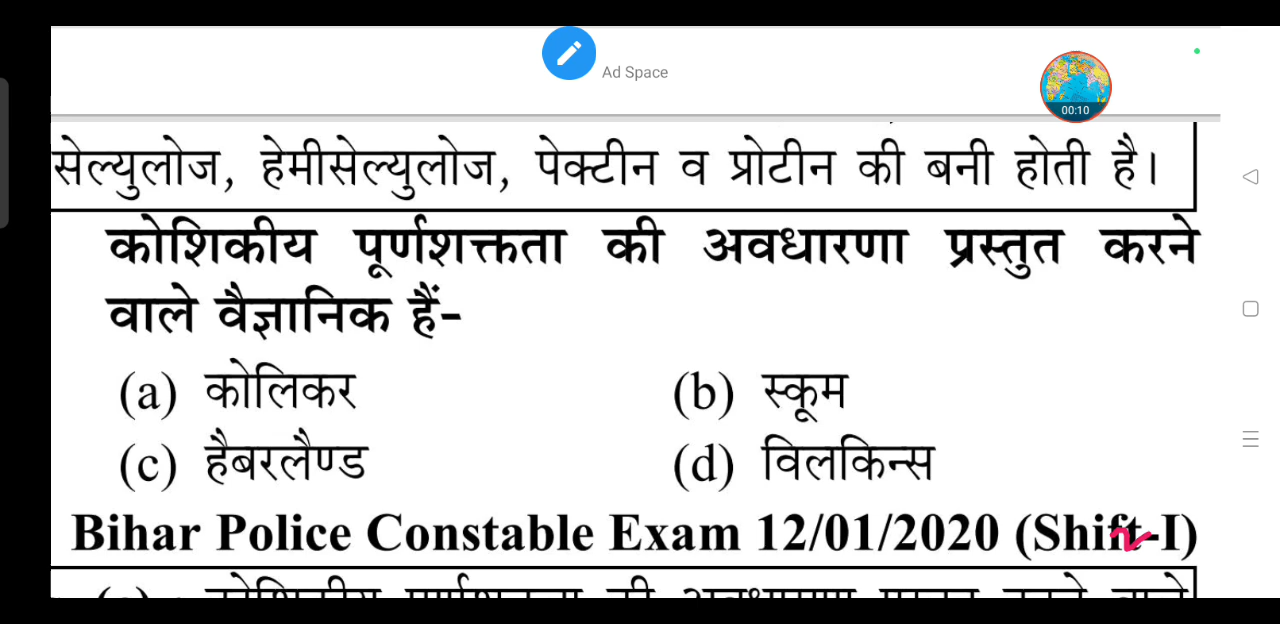 Ad Space
00:10
सेल्युलोज, हेमीसेल्युलोज, पेक्टीन व प्रोटीन की बनी होती है।
कोशिकीय पूर्णशक्तता की अवधारणा प्रस्तुत करने
वाले वैज्ञानिक हैं-
(a) कोलिकर (b) स्कूम
(c) हैबरलैण्ड (d) विलकिन्स
Bihar Police Constable Exam 12/01/2020 (Shift-I)